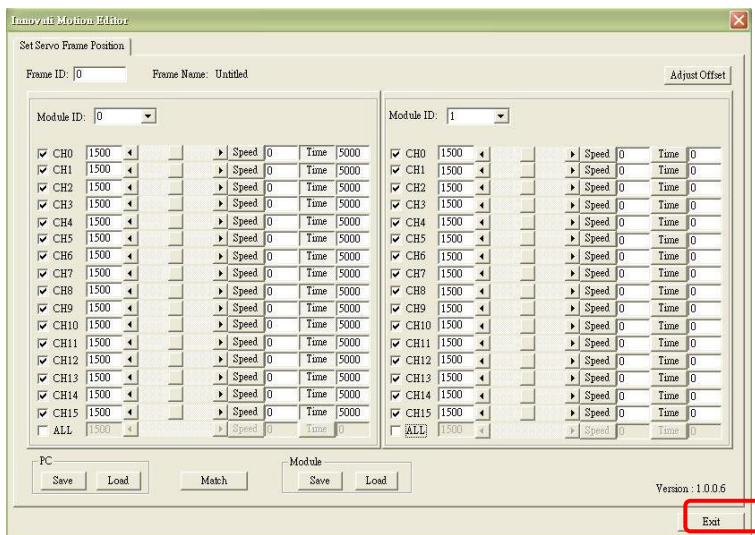 Innovati Motion Editor
Set Servo Frame Position
Frame ID: 0 Frame Name: Untitled Adjust Offset
Module ID: 0 Module ID: 1
CH0 1500 Speed 0 Time 5000 CH0 1500 Speed 0 Time 0
CH1 1500 Speed 0 Time 5000 CH1 1500 Speed 0 Time 0
CH2 1500 Speed 0 Time 5000 CH2 1500 Speed 0 Time 0
CH3 1500 Speed 0 Time 5000 CH3 1500 Speed 0 Time 0
CH4 1500 Speed 0 Time 5000 CH4 1500 Speed 0 Time 0
CH5 1500 Speed 0 Time 5000 CH5 1500 Speed 0 Time 0
CH6 1500 Speed 0 Time 5000 CH6 1500 Speed 0 Time 0
CH7 1500 Speed 0 Time 5000 CH7 1500 Speed 0 Time 0
CH8 1500 Speed 0 Time 5000 CH8 1500 Speed 0 Time 0
CH9 1500 Speed 0 Time 5000 CH9 1500 Speed 0 Time 0
CH10 1500 Speed 0 Time 5000 CH10 1500 Speed 0 Time 0
CH11 1500 Speed 0 Time 5000 CH11 1500 Speed 0 Time 0
CH12 1500 Speed 0 Time 5000 CH12 1500 Speed 0 Time 0
CH13 1500 Speed 0 Time 5000 CH13 1500 Speed 0 Time 0
CH14 1500 Speed 0 Time 5000 CH14 1500 Speed 0 Time 0
CH15 1500 Speed 0 Time 5000 CH15 1500 Speed 0 Time 0
ALL 1500 Speed 0 Time 0 ALL 1500 Speed 0 Time 0
PC Module
Save Load Match Save Load Version : 1.0.0.6
Exit